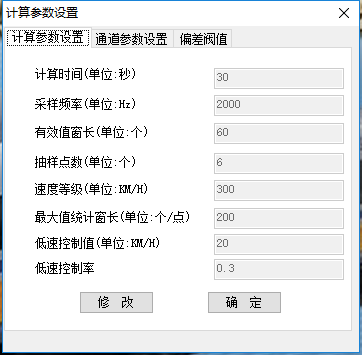 计算参数设置
计算参数设置 通道参数设置 偏差阀值
计算时间(单位:秒) 30
采样频率(单位:Hz) 2000
有效值窗长(单位:个) 60
抽样点数(单位:个) 6
速度等级(单位:KM/H) 300
最大值统计窗长(单位:个/点) 200
低速控制值(单位:KM/H) 20
低速控制率 0.3
修 改 确 定